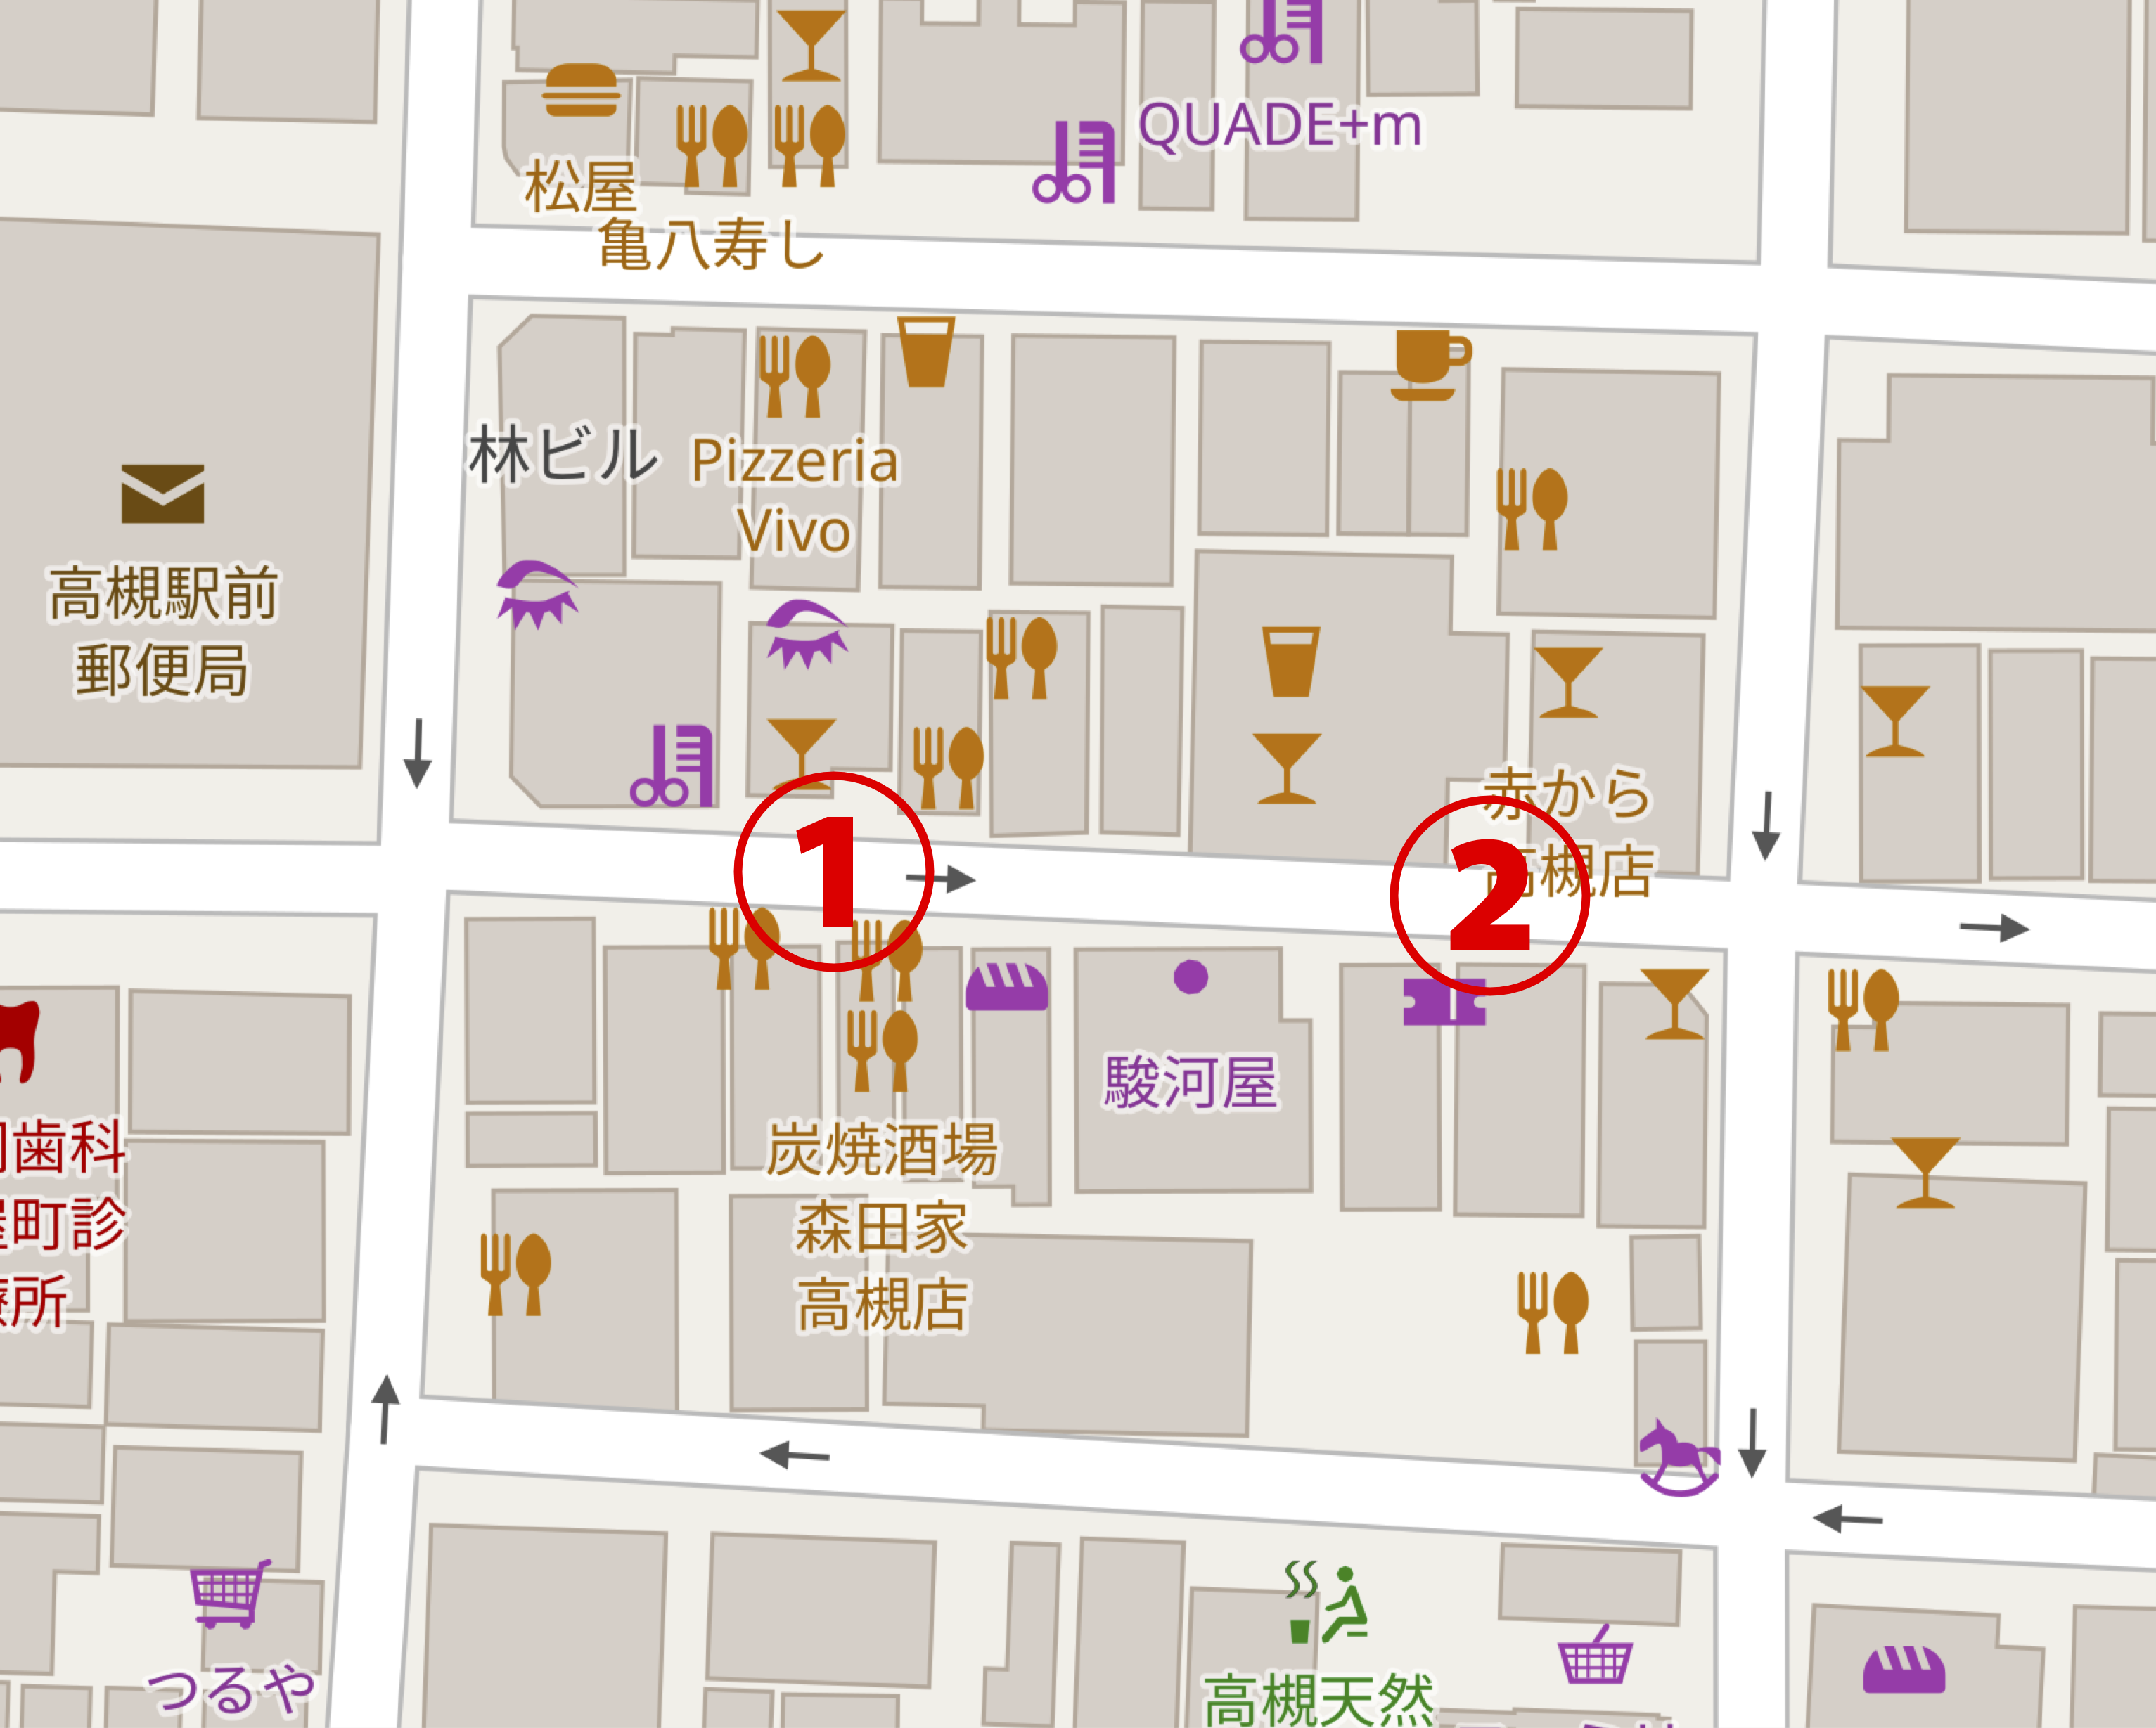 QUADE+m
松屋
亀八寿し
林ビル
Pizzeria
Vivo
高槻駅前
郵便局
赤から
高槻店
1
2
駿河屋
炭焼酒場
森田家
高槻店
歯科
町診
所
つるや
高槻天然